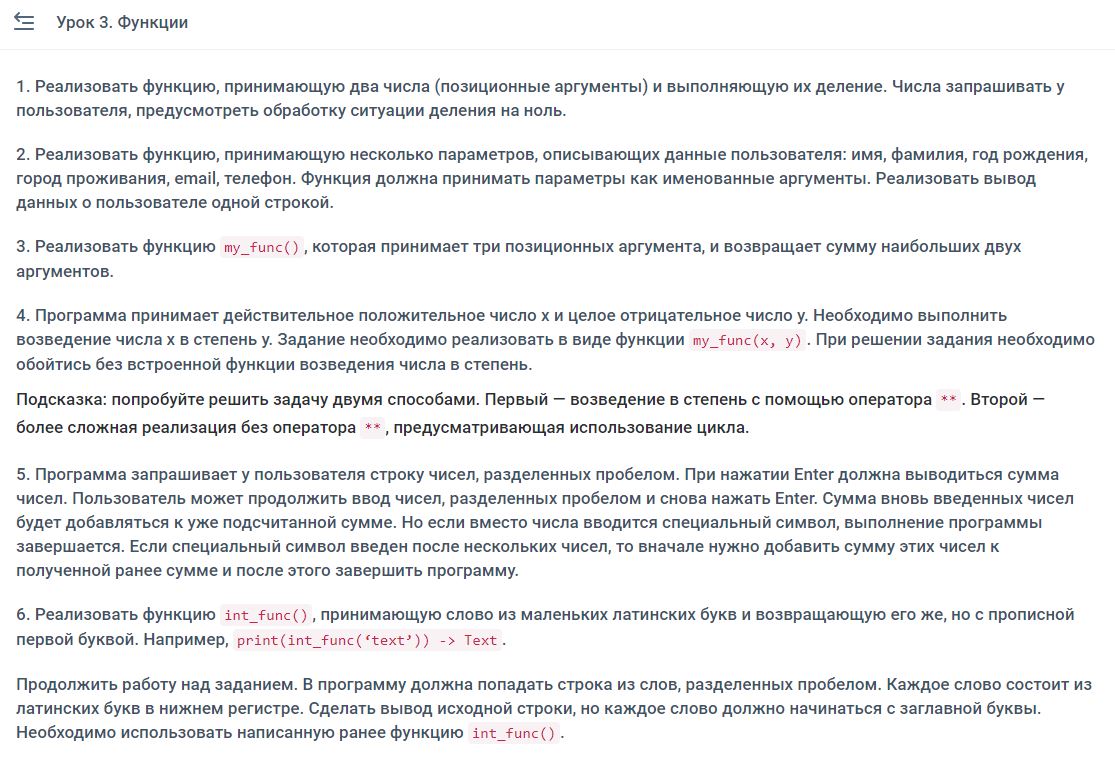 Урок 3. Функции
1. Реализовать функцию, принимающую два числа (позиционные аргументы) и выполняющую их деление. Числа запрашивать у
пользователя, предусмотреть обработку ситуации деления на ноль.
2. Реализовать функцию, принимающую несколько параметров, описывающих данные пользователя: имя, фамилия, год рождения,
город проживания, email, телефон. Функция должна принимать параметры как именованные аргументы. Реализовать вывод
данных о пользователе одной строкой.
3. Реализовать функцию my_func(), которая принимает три позиционных аргумента, и возвращает сумму наибольших двух
аргументов.
4. Программа принимает действительное положительное число x и целое отрицательное число y. Необходимо выполнить
возведение числа x в степень y. Задание необходимо реализовать в виде функции my_func(x, y). При решении задания необходимо
обойтись без встроенной функции возведения числа в степень.
Подсказка: попробуйте решить задачу двумя способами. Первый — возведение в степень с помощью оператора **. Второй —
более сложная реализация без оператора **, предусматривающая использование цикла.
5. Программа запрашивает у пользователя строку чисел, разделенных пробелом. При нажатии Enter должна выводиться сумма
чисел. Пользователь может продолжить ввод чисел, разделенных пробелом и снова нажать Enter. Сумма вновь введенных чисел
будет добавляться к уже подсчитанной сумме. Но если вместо числа вводится специальный символ, выполнение программы
завершается. Если специальный символ введен после нескольких чисел, то вначале нужно добавить сумму этих чисел к
полученной ранее сумме и после этого завершить программу.
6. Реализовать функцию int_func(), принимающую слово из маленьких латинских букв и возвращающую его же, но с прописной
первой буквой. Например, print(int_func(‘text’)) -> Text.
Продолжить работу над заданием. В программу должна попадать строка из слов, разделенных пробелом. Каждое слово состоит из
латинских букв в нижнем регистре. Сделать вывод исходной строки, но каждое слово должно начинаться с заглавной буквы.
Необходимо использовать написанную ранее функцию int_func().